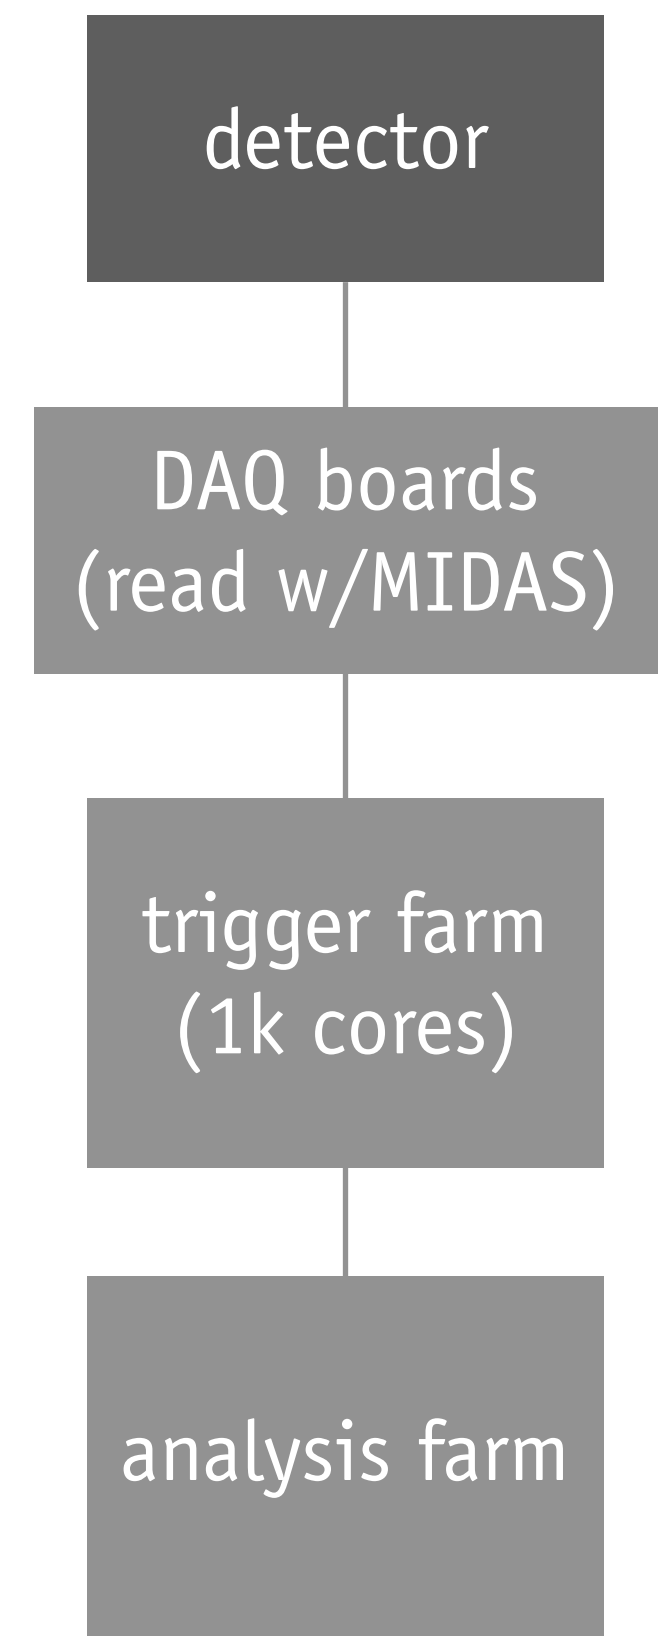 detector
DAQ boards
(read w/MIDAS)
trigger farm
(1k cores)
analysis farm